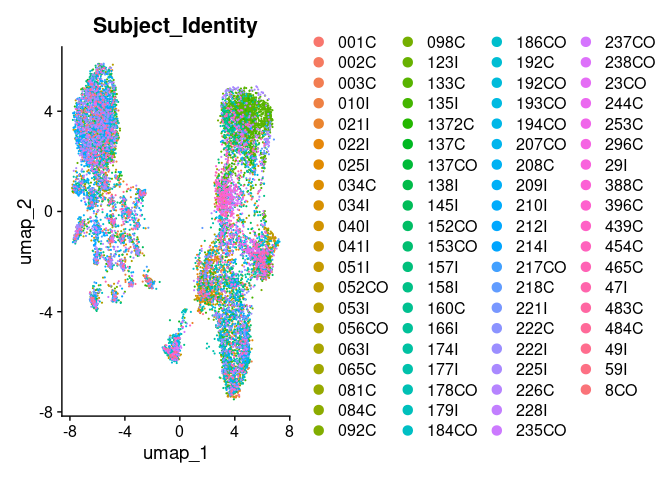 Subject_Identity
4
0
-4
-8
-8
-4
0
4
8
umap_1
umap_2
001C
002C
003C
010I
021I
022I
025I
034C
034I
040I
041I
051I
052CO
053I
056CO
063I
065C
081C
084C
092C
098C
123I
133C
135I
1372C
137C
137CO
138I
145I
152CO
153CO
157I
158I
160C
166I
174I
177I
178CO
179I
184CO
186CO
192C
192CO
193CO
194CO
207CO
208C
209I
210I
212I
214I
217CO
218C
221I
222C
222I
225I
226C
228I
235CO
237CO
238CO
23CO
244C
253C
296C
29I
388C
396C
439C
454C
465C
47I
483C
484C
49I
59I
8CO